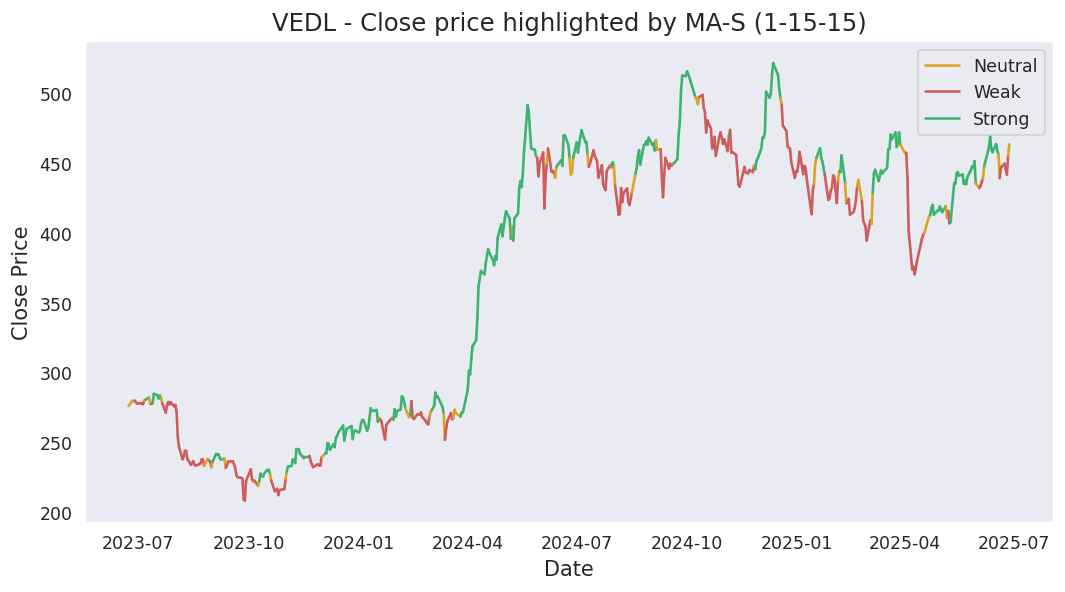 VEDL - Close price highlighted by MA-S (1-15-15)
Neutral
Weak
Strong
Close Price
500
450
400
350
300
250
200
2023-07 2023-10 2024-01 2024-04 2024-07 2024-10 2025-01 2025-04 2025-07
Date